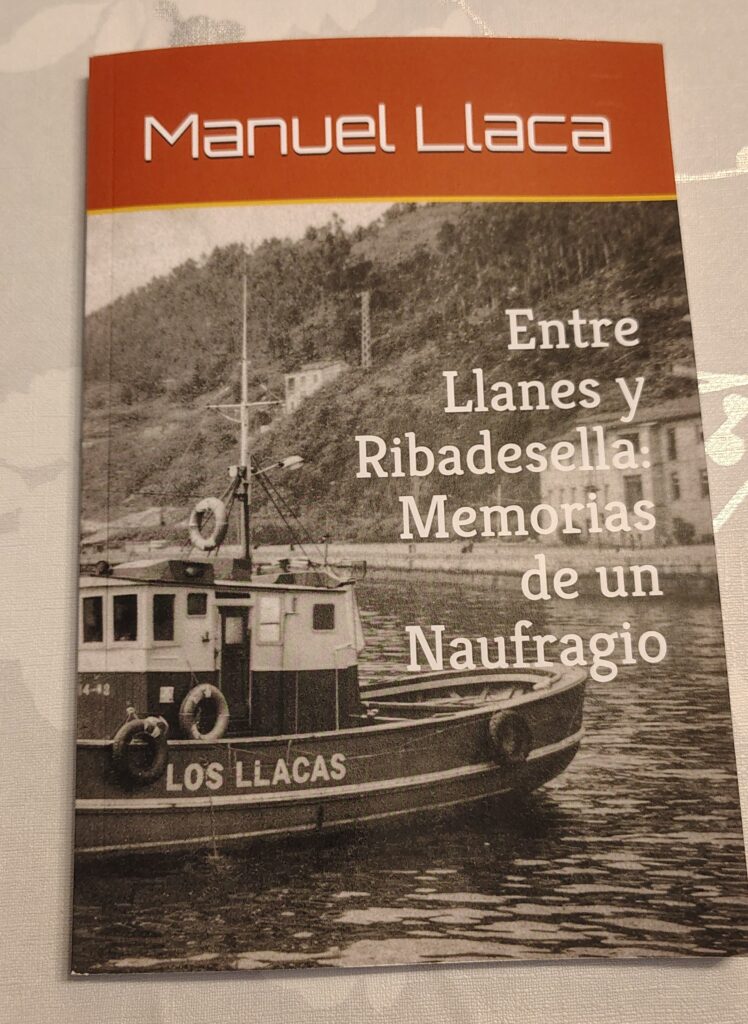 Manuel Llaca
Entre
Llanes y
Ribadesella:
Memorias
de un
Naufragio
LOS LLACAS